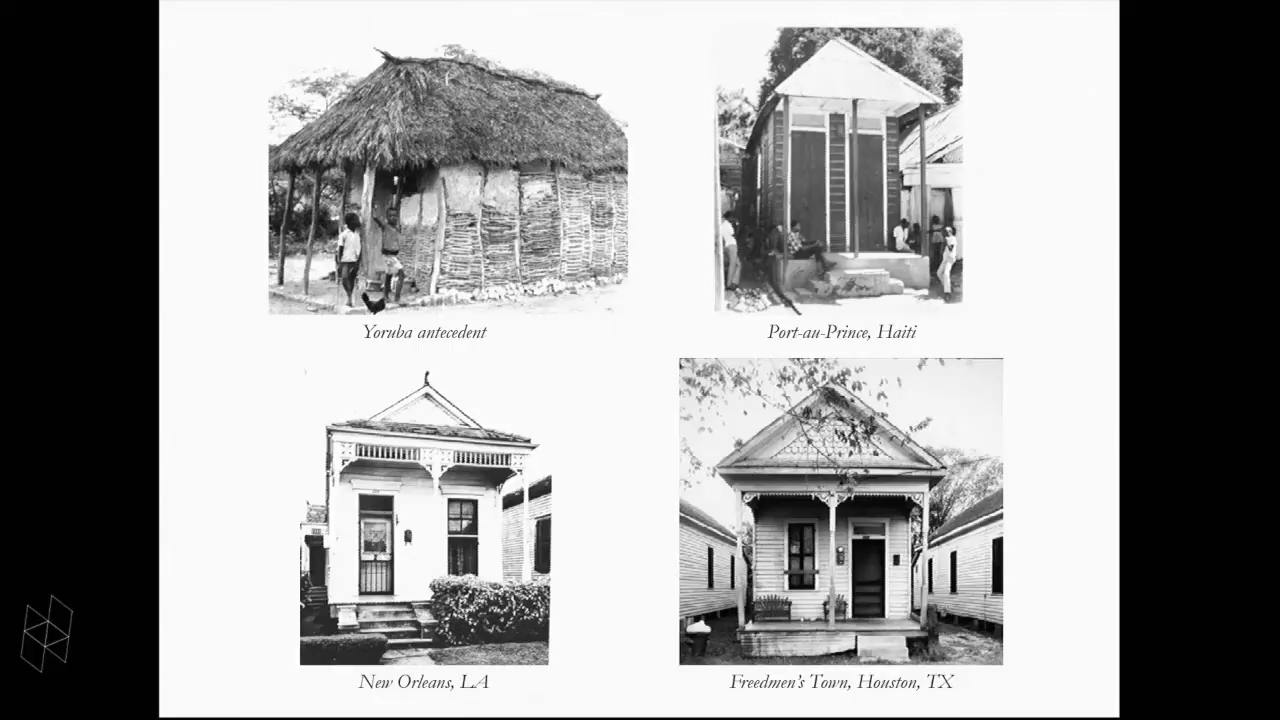 Yoruba antecedent
Port-au-Prince, Haiti
New Orleans, LA
Freedmen's Town, Houston, TX